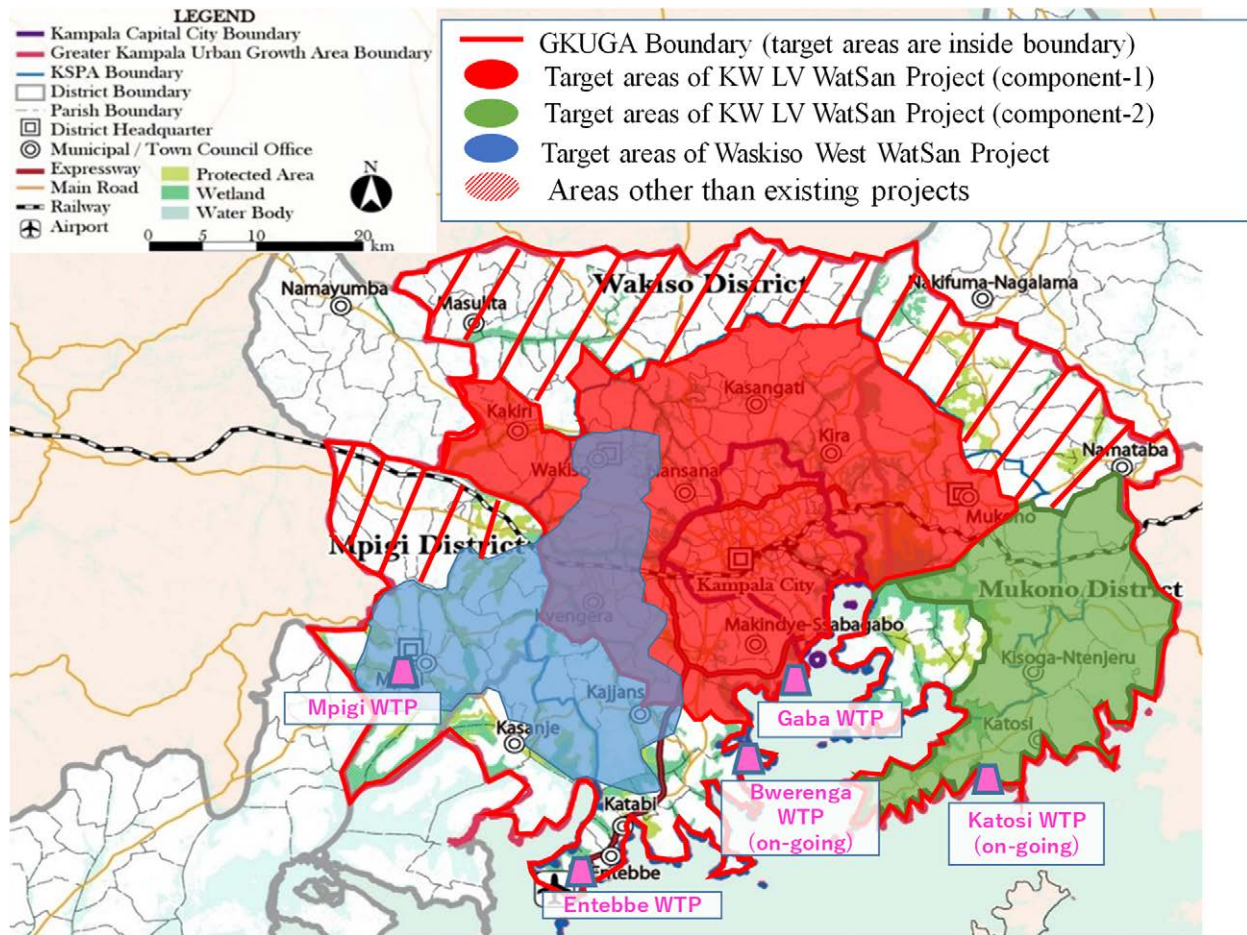 LEGEND
Kampala Capital City Boundary
Greater Kampala Urban Growth Area Boundary
KSPA Boundary
District Boundary
Parish Boundary
District Headquarter
Municipal / Town Council Office
Expressway
Main Road
Railway
Airport
Protected Area
Wetland
Water Body
N
0 5 10 20
km
GKUGA Boundary (target areas are inside boundary)
Target areas of KW LV WatSan Project (component-1)
Target areas of KW LV WatSan Project (component-2)
Target areas of Waskiso West WatSan Project
Areas other than existing projects
Wakiso District
Nakifuma-Nagalama
Namayumba
Masulita
Kasangati
Kakiri
Kira
Wakiso
Nansana
Namataba
Mukono
Mpigi District
Kampala City
Mukono District
Kyengera
Makindye-Ssabagabo
Kisoga-Ntenjeru
Mpigi WTP
Kajjans
Gaba WTP
Kasanje
Katosi
Bwerenga
WTP
(on-going)
Katosi WTP
(on-going)
Katabi
Entebbe
Entebbe WTP